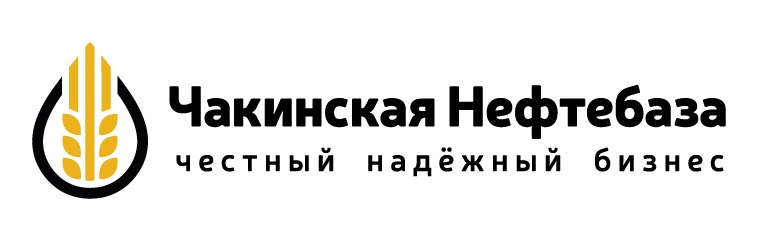 Чакинская Нефтебаза
честный надёжный бизнес